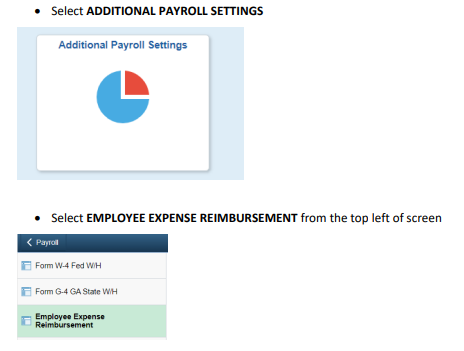 • Select ADDITIONAL PAYROLL SETTINGS
Additional Payroll Settings
• Select EMPLOYEE EXPENSE REIMBURSEMENT from the top left of screen
Payroll
Form W-4 Fed W/H
Form G-4 GA State W/H
Employee Expense
Reimbursement